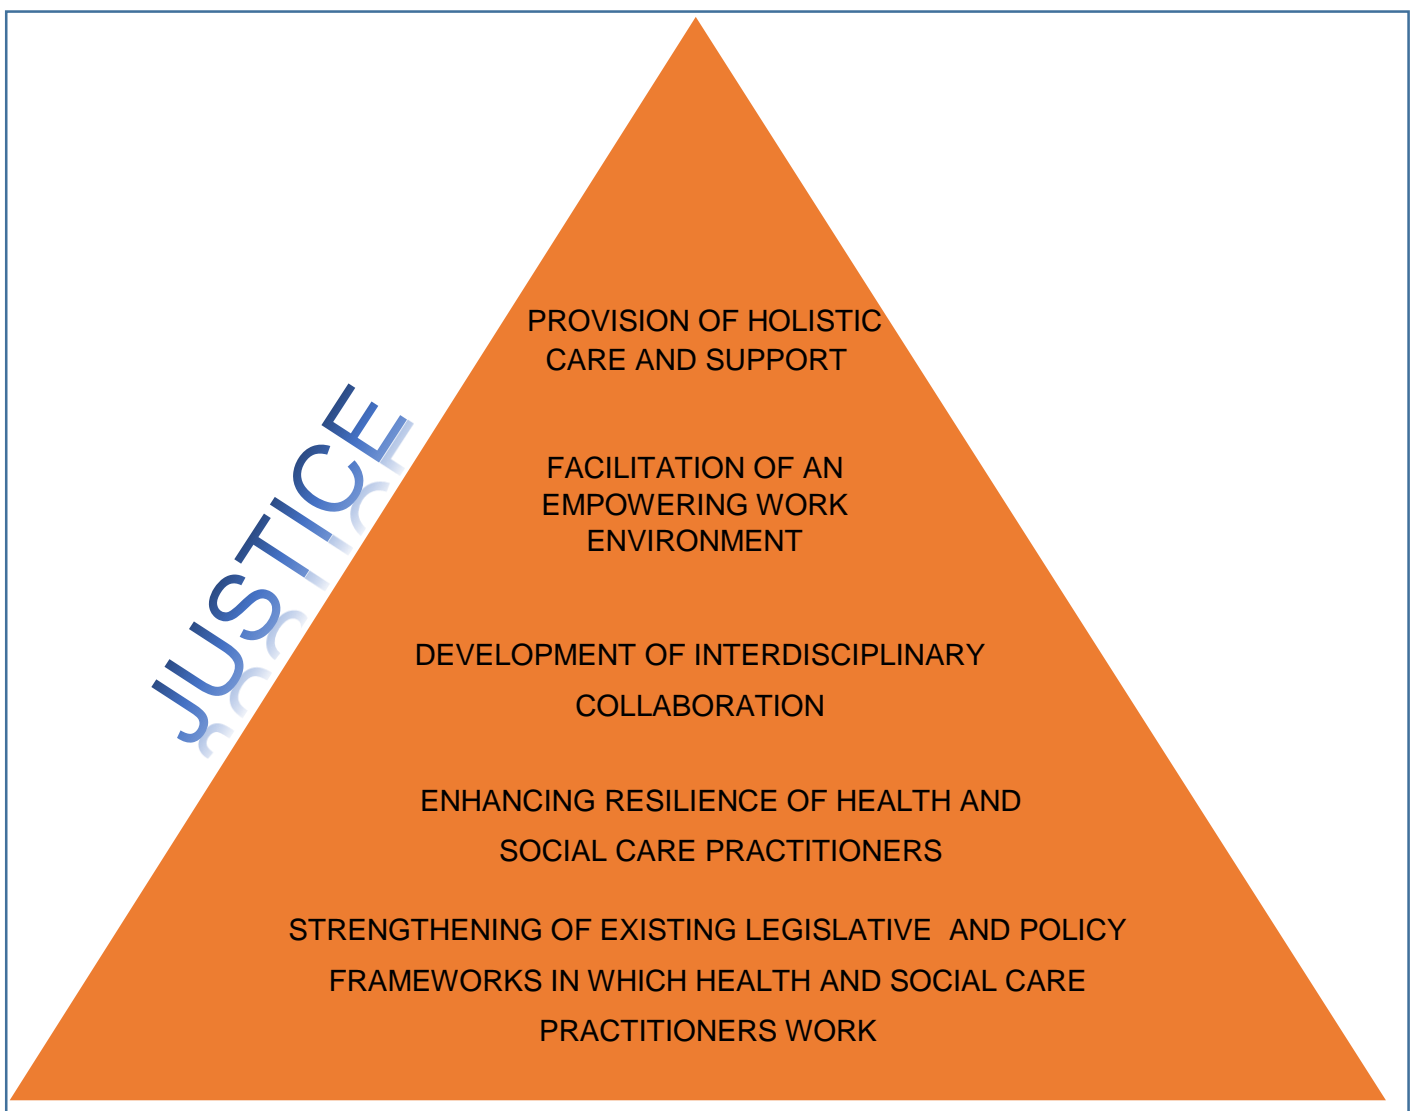 PROVISION OF HOLISTIC
CARE AND SUPPORT
JUSTICE
FACILITATION OF AN
EMPOWERING WORK
ENVIRONMENT
DEVELOPMENT OF INTERDISCIPLINARY
COLLABORATION
ENHANCING RESILIENCE OF HEALTH AND
SOCIAL CARE PRACTITIONERS
STRENGTHENING OF EXISTING LEGISLATIVE  AND POLICY
FRAMEWORKS IN WHICH HEALTH AND SOCIAL CARE
PRACTITIONERS WORK